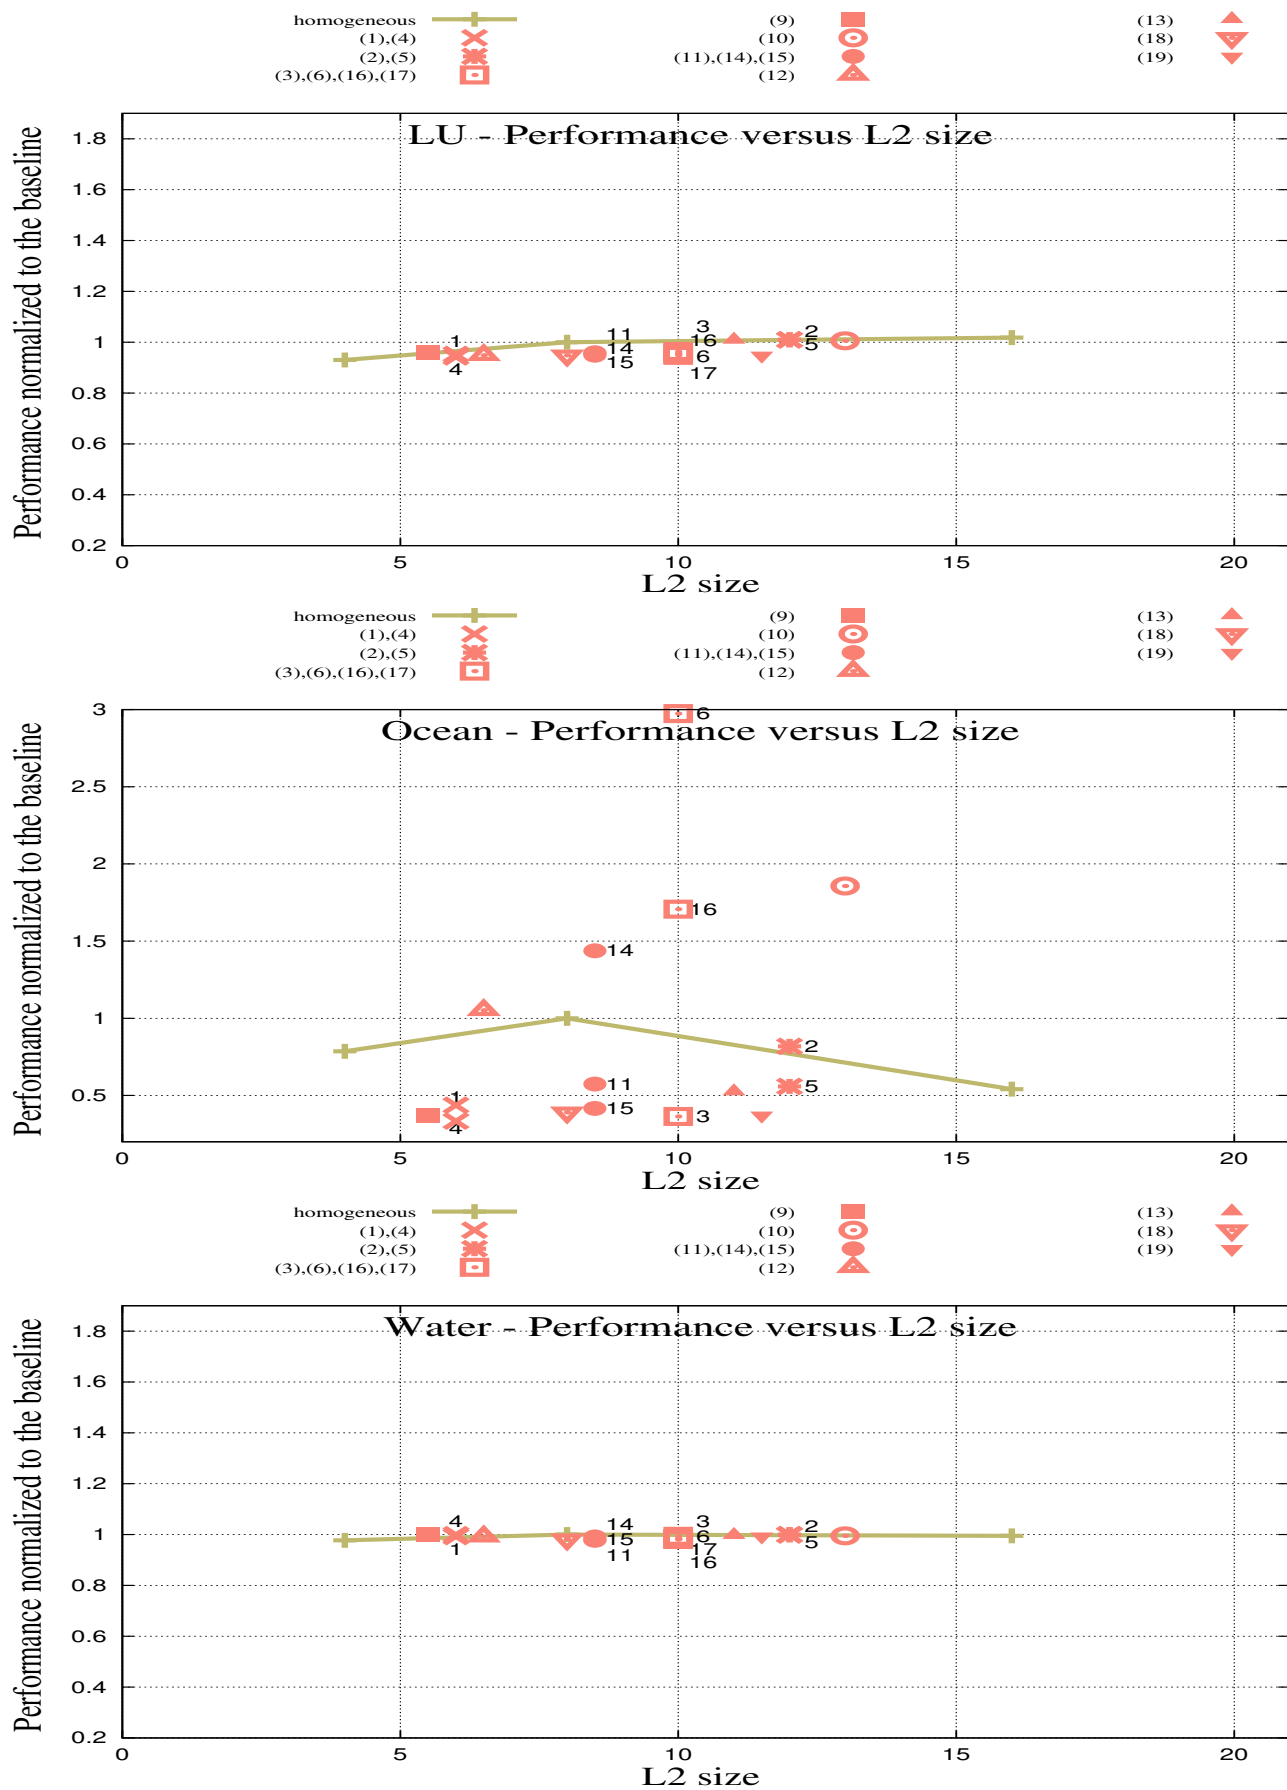 homogeneous (9) (13)
(1),(4) (10) (18)
(2),(5) (11),(14),(15) (19)
(3),(6),(16),(17) (12)
LU - Performance versus L2 size
Performance normalized to the baseline
1.8
1.6
1.4
1.2
1
0.8
0.6
0.4
0.2
1
4
11
14
15
3
16
6
17
2
5
0 5 10 15 20
L2 size
homogeneous (9) (13)
(1),(4) (10) (18)
(2),(5) (11),(14),(15) (19)
(3),(6),(16),(17) (12)
Ocean - Performance versus L2 size
Performance normalized to the baseline
3
2.5
2
1.5
1
0.5
6
16
14
2
11
5
1
15
3
4
0 5 10 15 20
L2 size
homogeneous (9) (13)
(1),(4) (10) (18)
(2),(5) (11),(14),(15) (19)
(3),(6),(16),(17) (12)
Water - Performance versus L2 size
Performance normalized to the baseline
1.8
1.6
1.4
1.2
1
0.8
0.6
0.4
0.2
4
1
14
15
11
3
6
17
16
2
5
0 5 10 15 20
L2 size